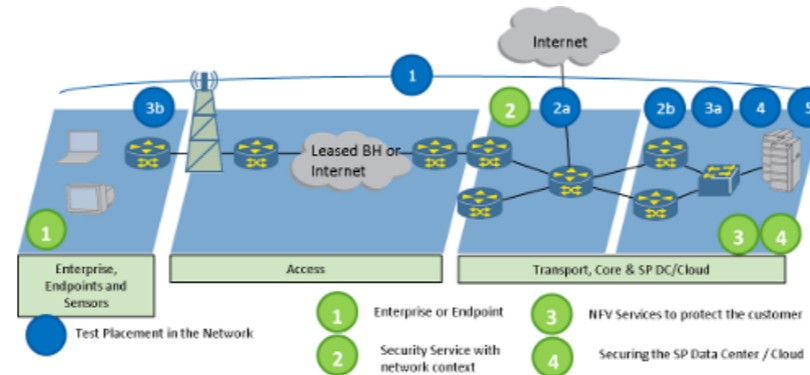 Internet
1
3b
2
2a
2b
3a
4
5
Leased BH or
Internet
1
3
4
Enterprise,
Endpoints and
Sensors
Access
Transport, Core & SP DC/Cloud
Test Placement in the Network
1
Enterprise or Endpoint
2
Security Service with
network context
3
NFV Services to protect the customer
4
Securing the SP Data Center / Cloud